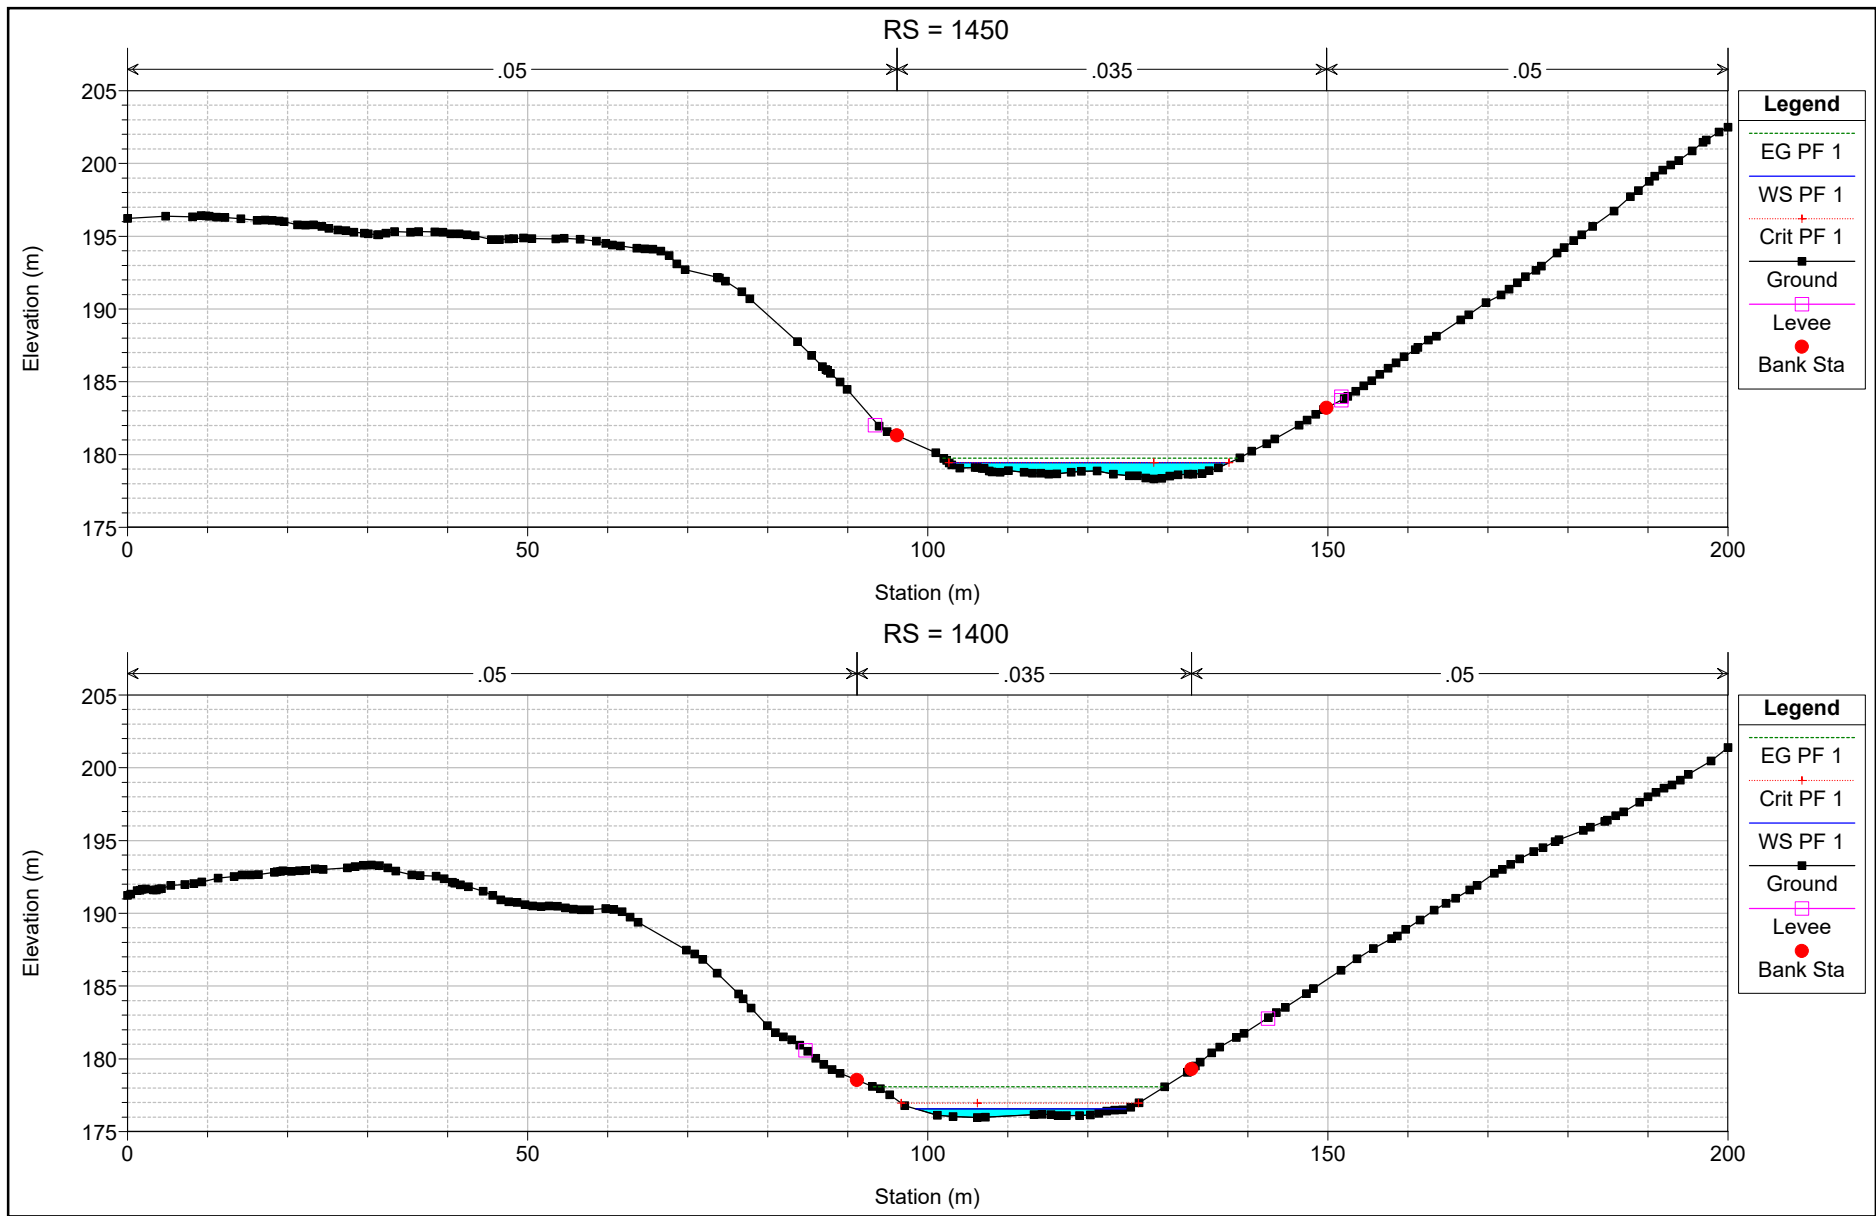 RS = 1450
.05 .035 .05
205
200
195
190
185
180
175
0 50 100 150 200
Elevation (m)
Station (m)
Legend
EG PF 1
WS PF 1
Crit PF 1
Ground
Levee
Bank Sta
RS = 1400
.05 .035 .05
205
200
195
190
185
180
175
0 50 100 150 200
Elevation (m)
Station (m)
Legend
EG PF 1
Crit PF 1
WS PF 1
Ground
Levee
Bank Sta